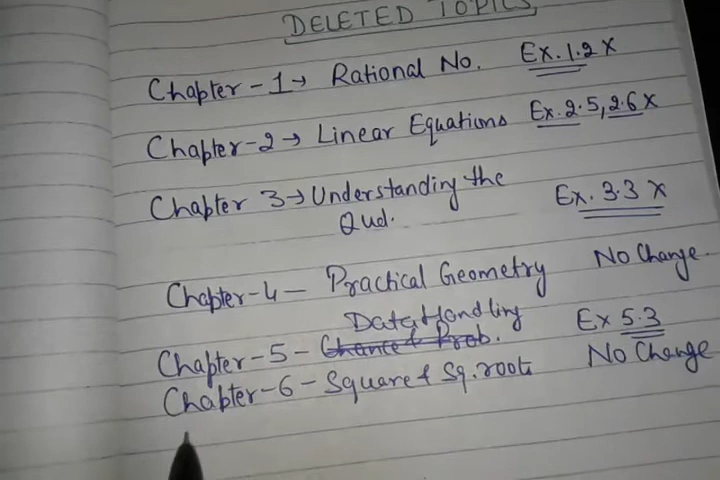 DELETED TOPICS
Chapter-1→ Rational No. Ex.1.2 X
Chapter-2→ Linear Equations Ex.2.5, 2.6 X
Chapter 3→ Understanding the Ex. 3.3 X
Qud.
Chapter-4 — Practical Geometry No Change.
Data Handling
Chapter-5 - Chance & Prob. Ex 5.3
Chapter-6 - Square & Sq. roots No Change